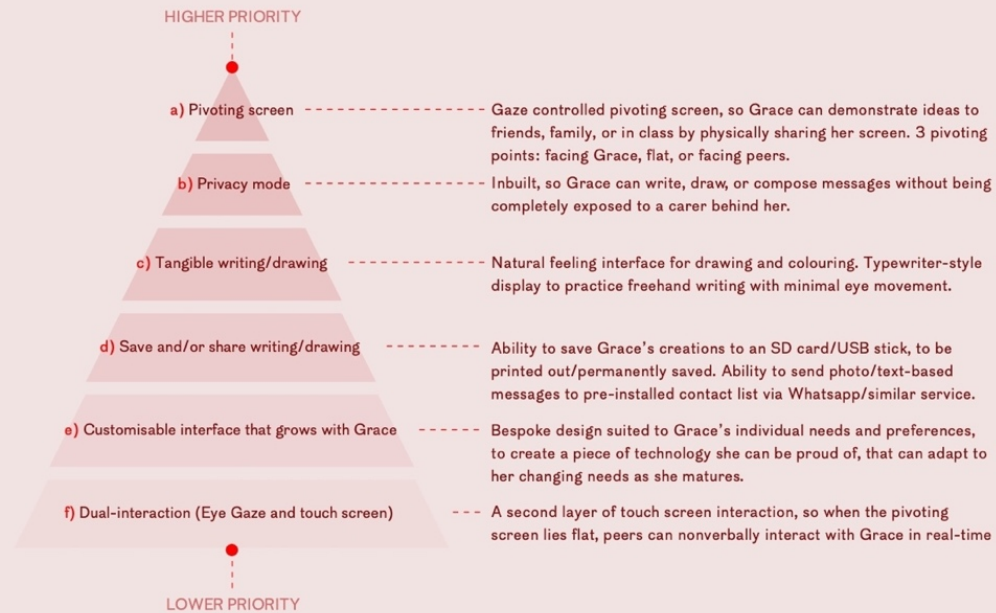 HIGHER PRIORITY
a) Pivoting screen
Gaze controlled pivoting screen, so Grace can demonstrate ideas to
friends, family, or in class by physically sharing her screen. 3 pivoting
points: facing Grace, flat, or facing peers.
b) Privacy mode
Inbuilt, so Grace can write, draw, or compose messages without being
completely exposed to a carer behind her.
c) Tangible writing/drawing
Natural feeling interface for drawing and colouring. Typewriter-style
display to practice freehand writing with minimal eye movement.
d) Save and/or share writing/drawing
Ability to save Grace's creations to an SD card/USB stick, to be
printed out/permanently saved. Ability to send photo/text-based
messages to pre-installed contact list via Whatsapp/similar service.
e) Customisable interface that grows with Grace
Bespoke design suited to Grace's individual needs and preferences,
to create a piece of technology she can be proud of, that can adapt to
her changing needs as she matures.
f) Dual-interaction (Eye Gaze and touch screen)
A second layer of touch screen interaction, so when the pivoting
screen lies flat, peers can nonverbally interact with Grace in real-time
LOWER PRIORITY